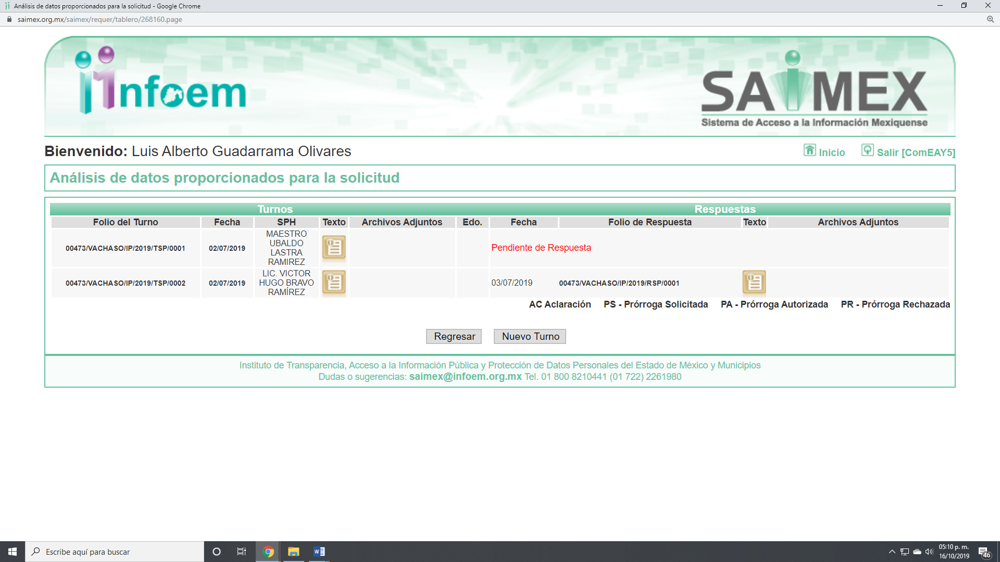 Análisis de datos proporcionados para la solicitud - Google Chrome
saimex.org.mx/saimex/requer/tablero/268160.page
infoem
SAIMEX
Sistema de Acceso a la Información Mexiquense
Bienvenido: Luis Alberto Guadarrama Olivares
Inicio Salir [ComEAY5]
Análisis de datos proporcionados para la solicitud
Turnos Respuestas
Folio del Turno Fecha SPH Texto Archivos Adjuntos Edo. Fecha Folio de Respuesta Texto Archivos Adjuntos
00473/VACHASO/IP/2019/TSP/0001 02/07/2019 MAESTRO
UBALDO
LASTRA
RAMIREZ
Pendiente de Respuesta
00473/VACHASO/IP/2019/TSP/0002 02/07/2019 LIC. VICTOR
HUGO BRAVO
RAMÍREZ
03/07/2019 00473/VACHASO/IP/2019/RSP/0001
AC Aclaración PS - Prórroga Solicitada PA - Prórroga Autorizada PR - Prórroga Rechazada
Regresar Nuevo Turno
Instituto de Transparencia, Acceso a la Información Pública y Protección de Datos Personales del Estado de México y Municipios
Dudas o sugerencias: saimex@infoem.org.mx Tel. 01 800 8210441 (01 722) 2261980
Escribe aquí para buscar
05:10 p. m.
16/10/2019
46